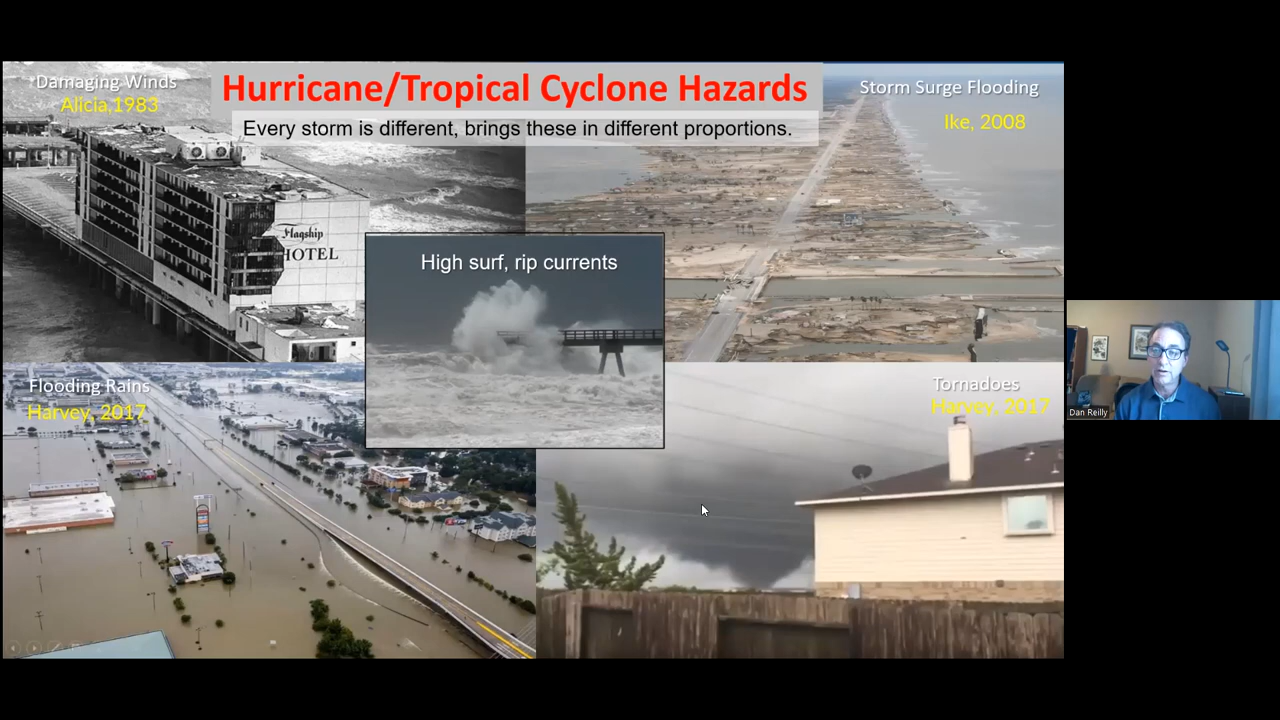 Hurricane/Tropical Cyclone Hazards
Every storm is different, brings these in different proportions.
Damaging Winds
Alicia,1983
Flagship
HOTEL
Storm Surge Flooding
Ike, 2008
High surf, rip currents
Flooding Rains
Harvey, 2017
Tornadoes
Harvey, 2017
Dan Reilly